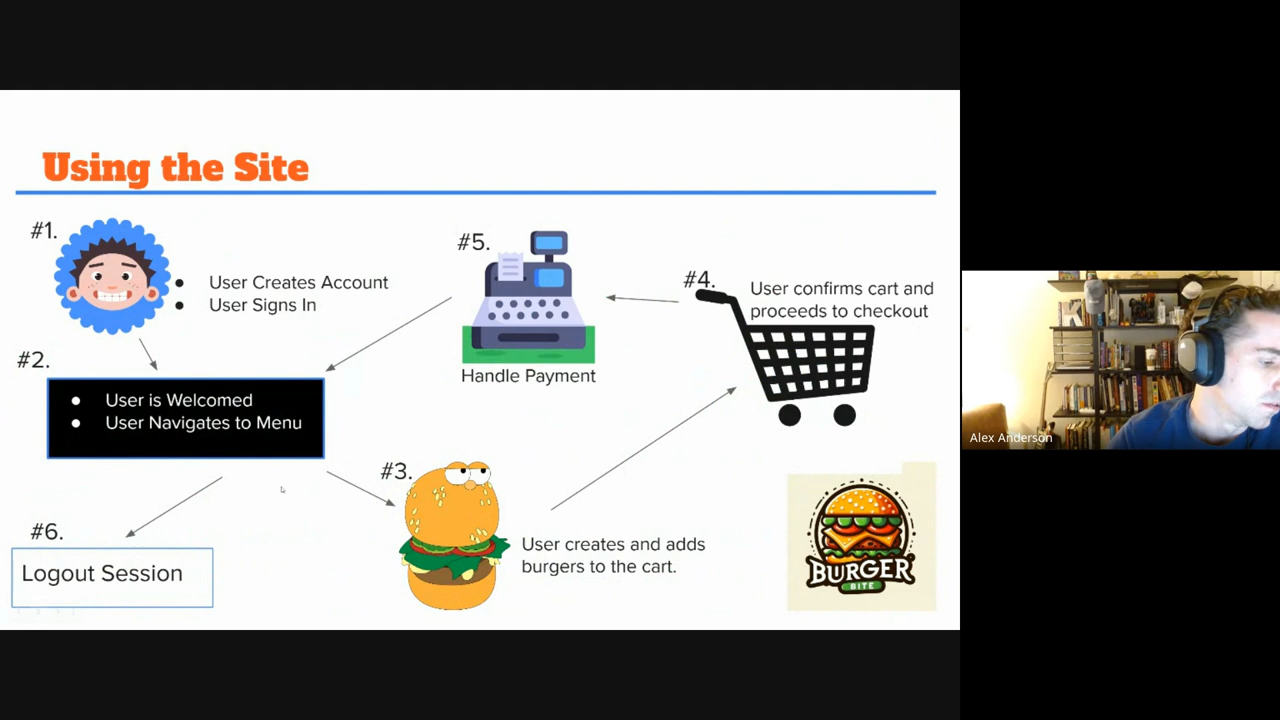 Using the Site
#1.
User Creates Account
User Signs In
#2.
User is Welcomed
User Navigates to Menu
#5.
Handle Payment
#4.
User confirms cart and
proceeds to checkout
#3.
User creates and adds
burgers to the cart.
#6.
Logout Session
BURGER
BITE
Alex Anderson